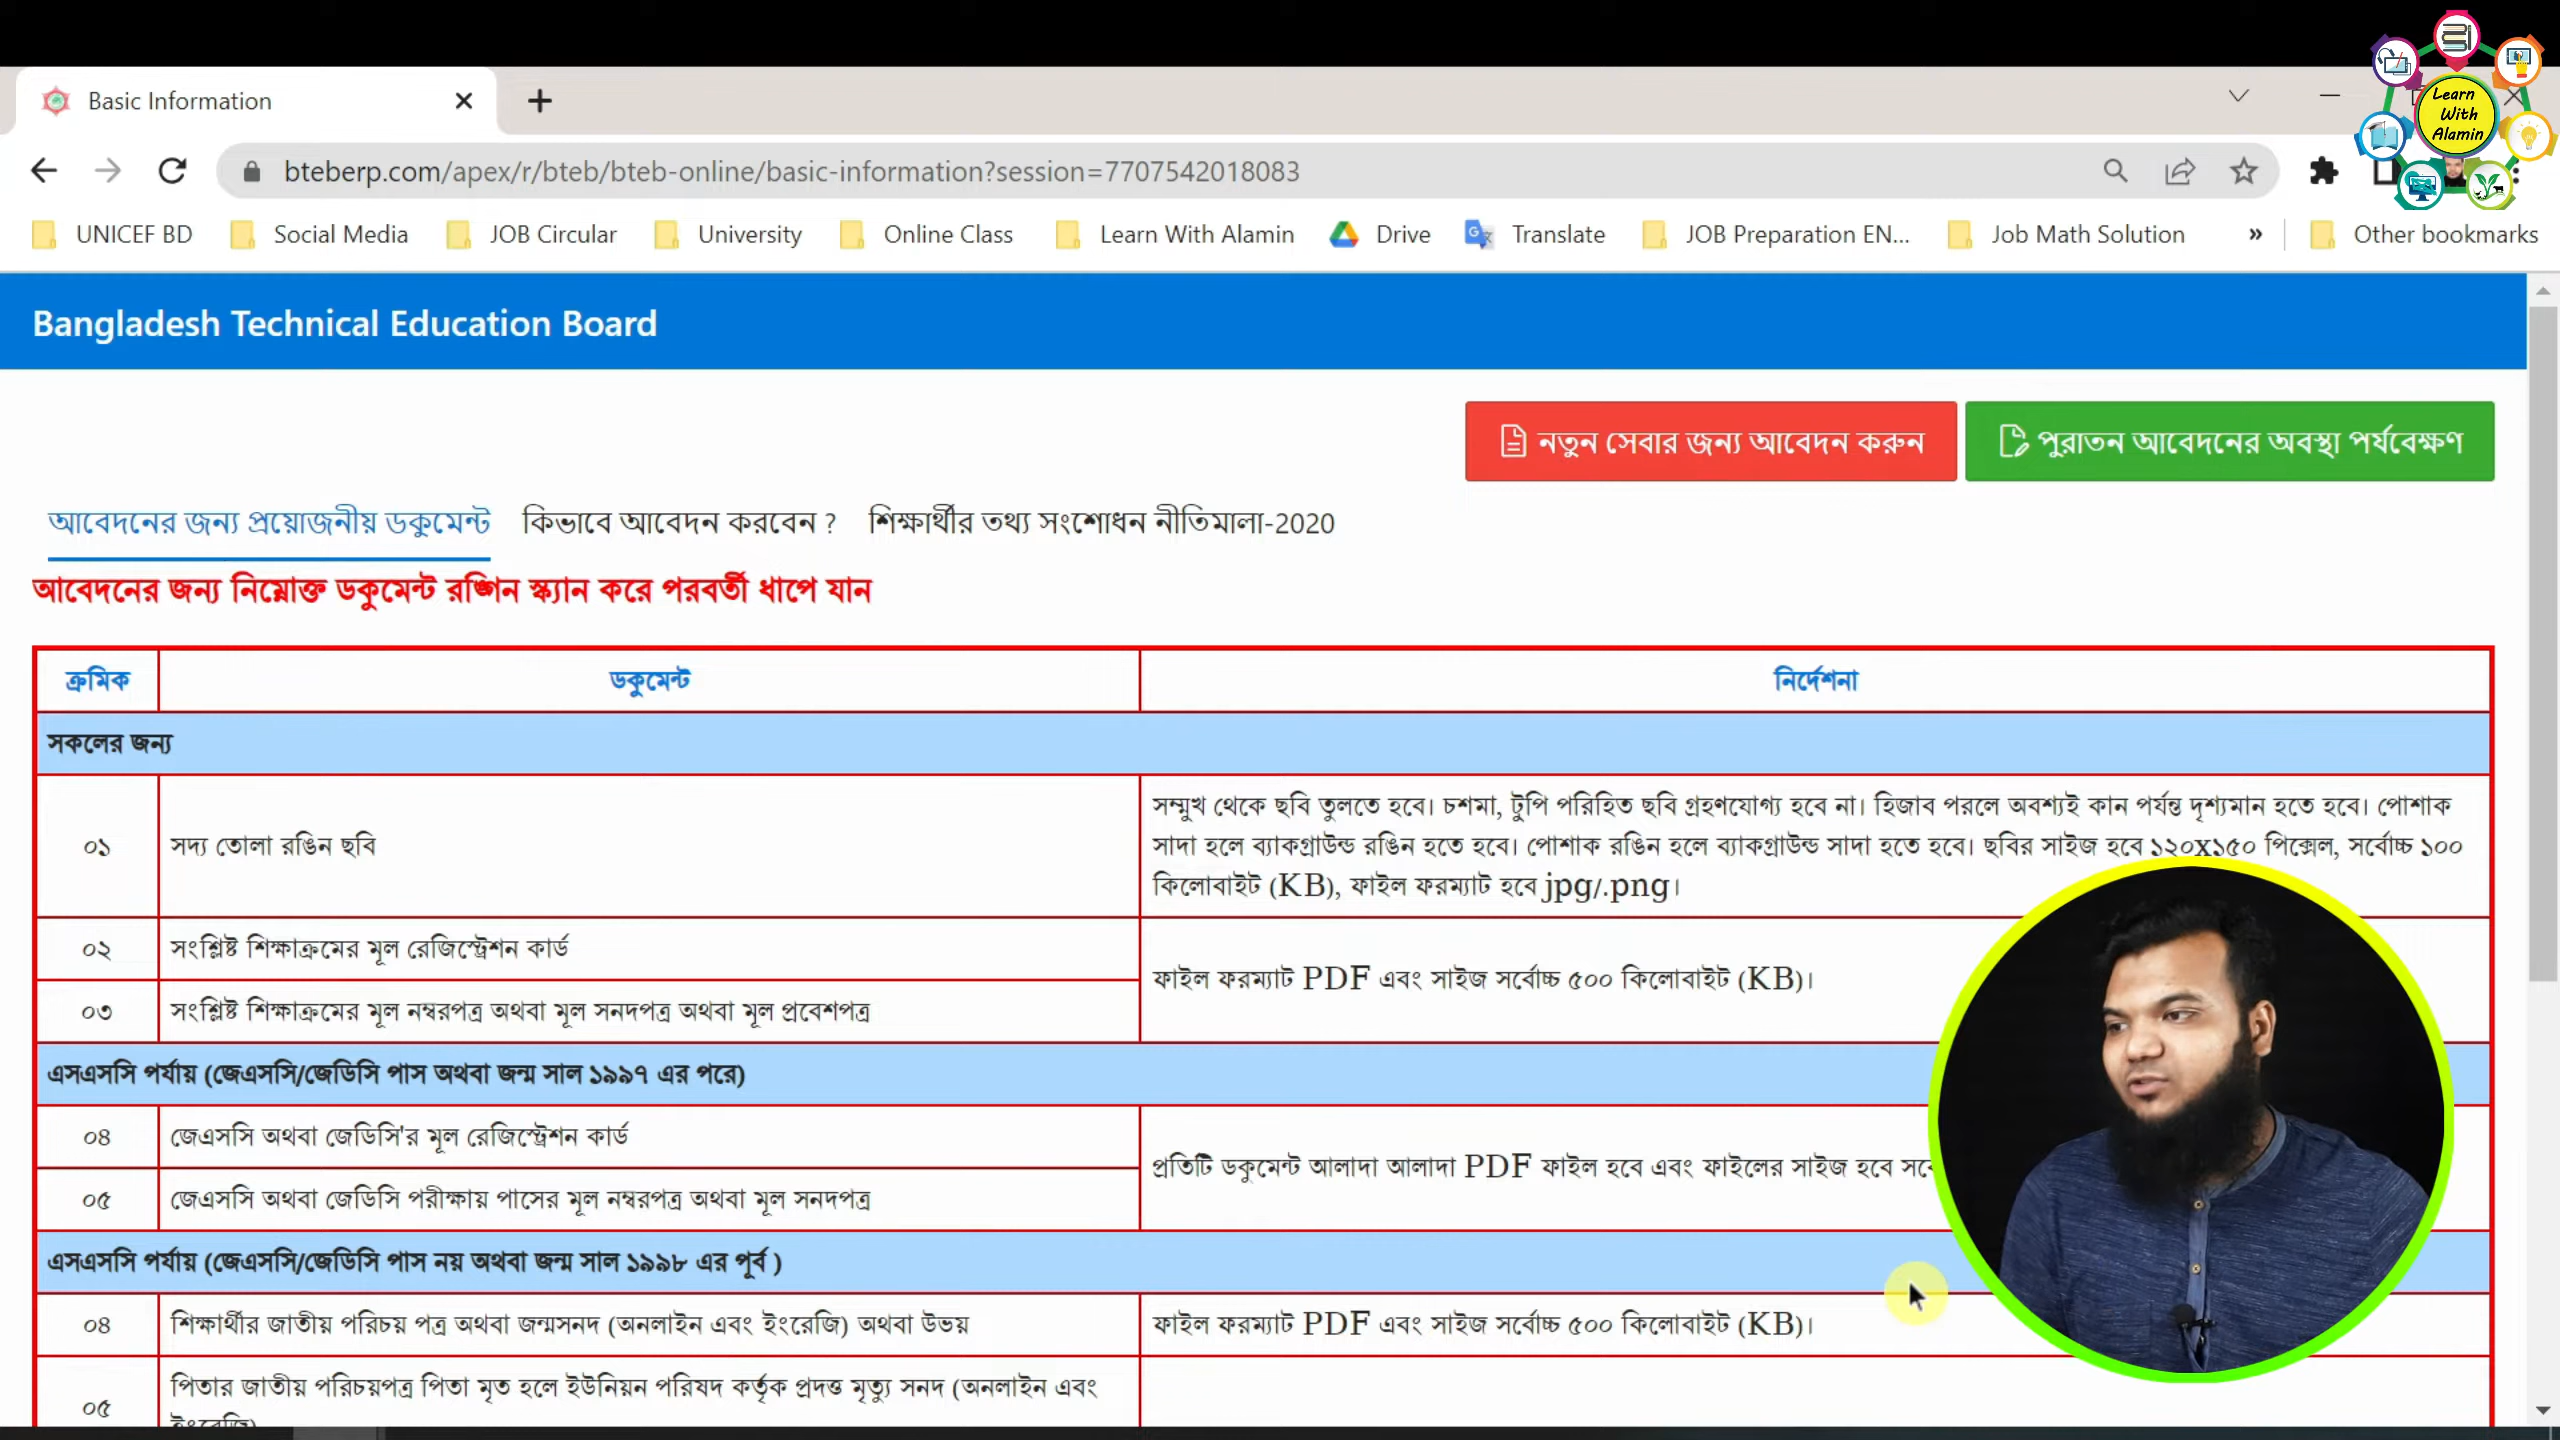 Basic Information
Learn
With
Alamin
bteberp.com/apex/r/bteb/bteb-online/basic-information?session=7707542018083
UNICEF BD
Social Media
JOB Circular
University
Online Class
Learn With Alamin
Drive
Translate
JOB Preparation EN...
Job Math Solution
»
Other bookmarks
Bangladesh Technical Education Board
নতুন সেবার জন্য আবেদন করুন
পুরাতন আবেদনের অবস্থা পর্যবেক্ষণ
আবেদনের জন্য প্রয়োজনীয় ডকুমেন্ট
কিভাবে আবেদন করবেন ?
শিক্ষার্থীর তথ্য সংশোধন নীতিমালা-2020
আবেদনের জন্য নিম্নোক্ত ডকুমেন্ট রঙ্গিন স্ক্যান করে পরবর্তী ধাপে যান
ক্রমিক
ডকুমেন্ট
নির্দেশনা
সকলের জন্য
০১
সদ্য তোলা রঙিন ছবি
সম্মুখ থেকে ছবি তুলতে হবে। চশমা, টুপি পরিহিত ছবি গ্রহণযোগ্য হবে না। হিজাব পরলে অবশ্যই কান পর্যন্ত দৃশ্যমান হতে হবে। পোশাক
সাদা হলে ব্যাকগ্রাউন্ড রঙিন হতে হবে। পোশাক রঙিন হলে ব্যাকগ্রাউন্ড সাদা হতে হবে। ছবির সাইজ হবে ১২০x১৫০ পিক্সেল, সর্বোচ্চ ১০০
কিলোবাইট (KB), ফাইল ফরম্যাট হবে jpg/.png।
০২
সংশ্লিষ্ট শিক্ষাক্রমের মূল রেজিস্ট্রেশন কার্ড
ফাইল ফরম্যাট PDF এবং সাইজ সর্বোচ্চ ৫০০ কিলোবাইট (KB)।
০৩
সংশ্লিষ্ট শিক্ষাক্রমের মূল নম্বরপত্র অথবা মূল সনদপত্র অথবা মূল প্রবেশপত্র
এসএসসি পর্যায় (জেএসসি/জেডিসি পাস অথবা জন্ম সাল ১৯৯৭ এর পরে)
০৪
জেএসসি অথবা জেডিসি'র মূল রেজিস্ট্রেশন কার্ড
প্রতিটি ডকুমেন্ট আলাদা আলাদা PDF ফাইল হবে এবং ফাইলের সাইজ হবে
০৫
জেএসসি অথবা জেডিসি পরীক্ষায় পাসের মূল নম্বরপত্র অথবা মূল সনদপত্র
এসএসসি পর্যায় (জেএসসি/জেডিসি পাস নয় অথবা জন্ম সাল ১৯৯৮ এর পূর্ব )
০৪
শিক্ষার্থীর জাতীয় পরিচয় পত্র অথবা জন্মসনদ (অনলাইন এবং ইংরেজি) অথবা উভয়
ফাইল ফরম্যাট PDF এবং সাইজ সর্বোচ্চ ৫০০ কিলোবাইট (KB)।
০৫
পিতার জাতীয় পরিচয়পত্র পিতা মৃত হলে ইউনিয়ন পরিষদ কর্তৃক প্রদত্ত মৃত্যু সনদ (অনলাইন এবং